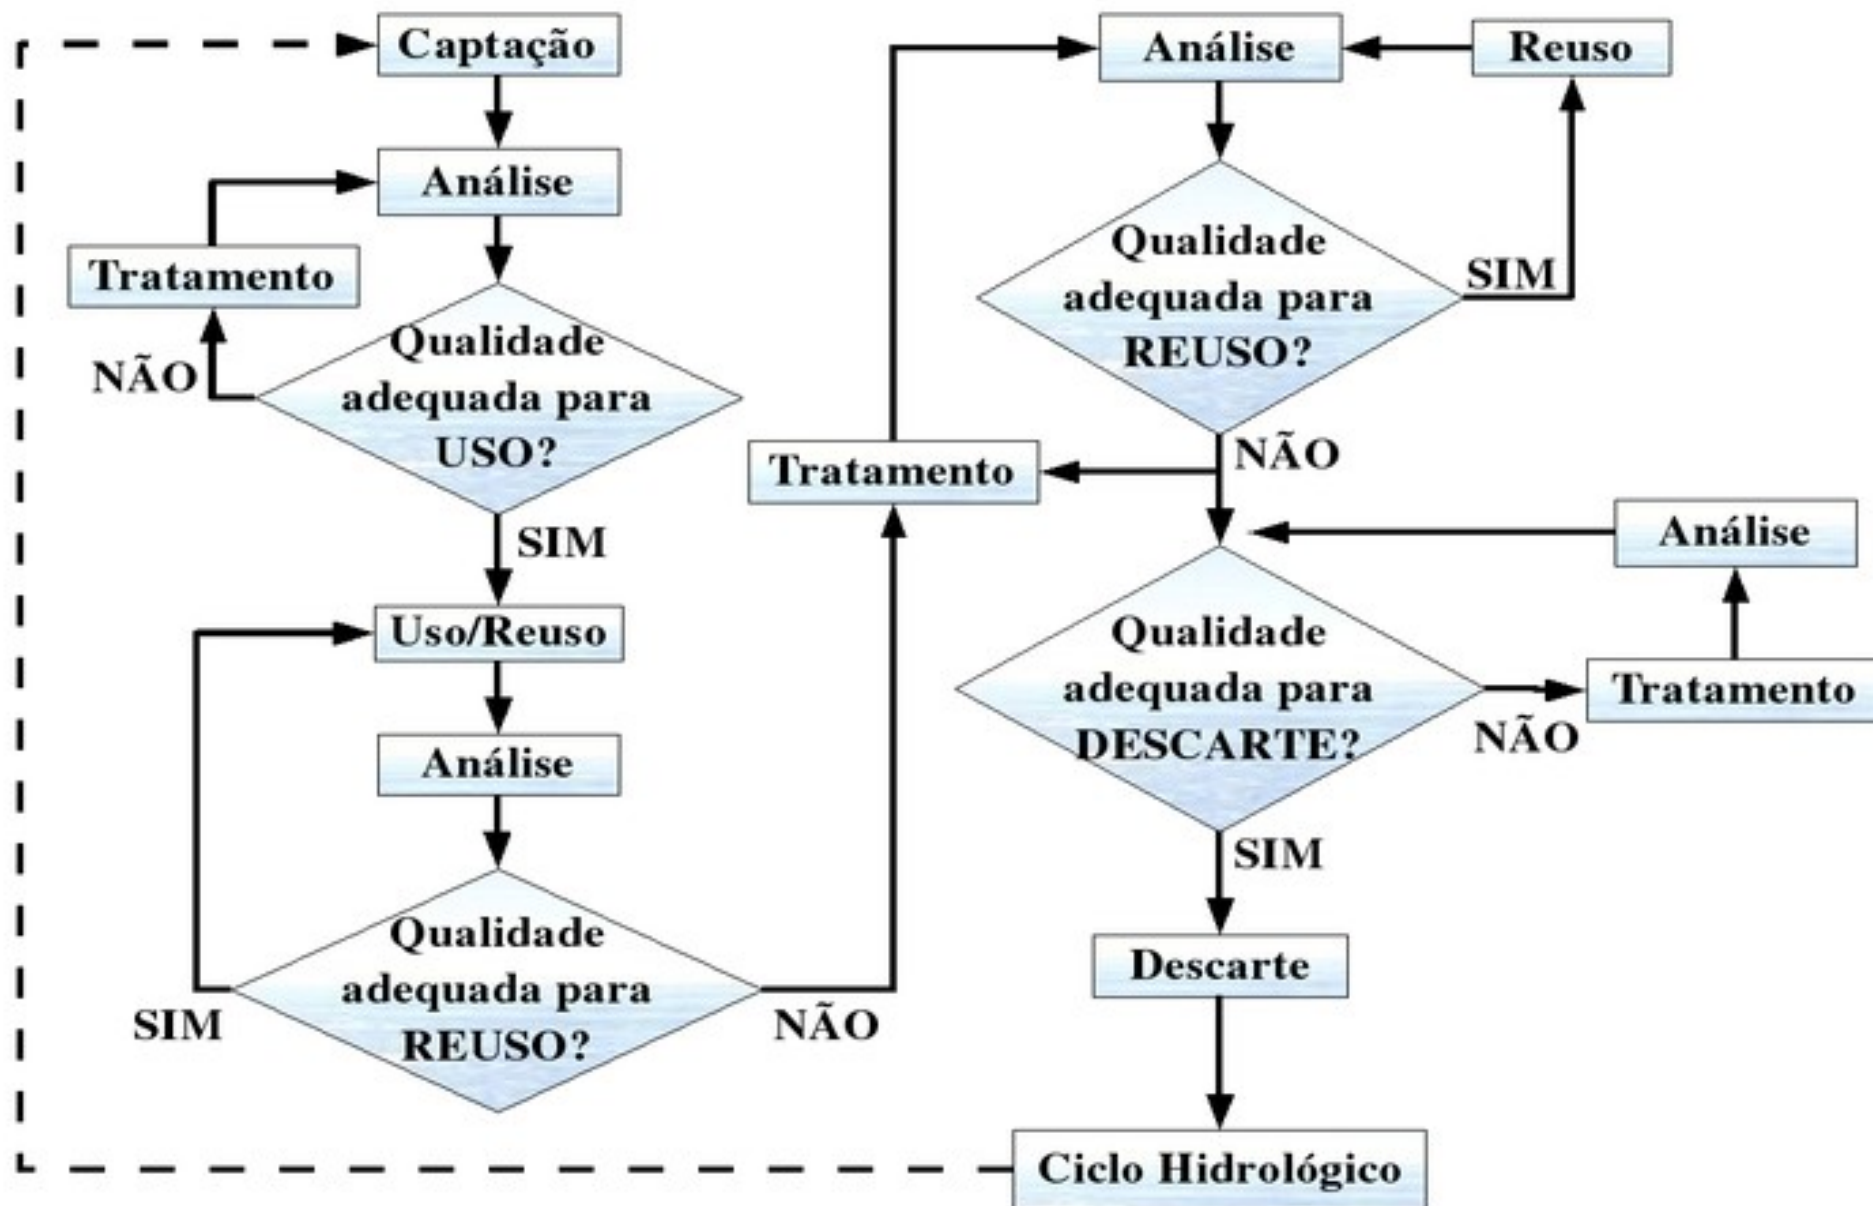 Captação
Análise
Tratamento
NÃO
Qualidade
adequada para
USO?
SIM
Uso/Reuso
Análise
Qualidade
adequada para
REUSO?
SIM
NÃO
Tratamento
Análise
Reuso
Qualidade
adequada para
REUSO?
SIM
NÃO
Análise
Qualidade
adequada para
DESCARTE?
NÃO
Tratamento
SIM
Descarte
Ciclo Hidrológico